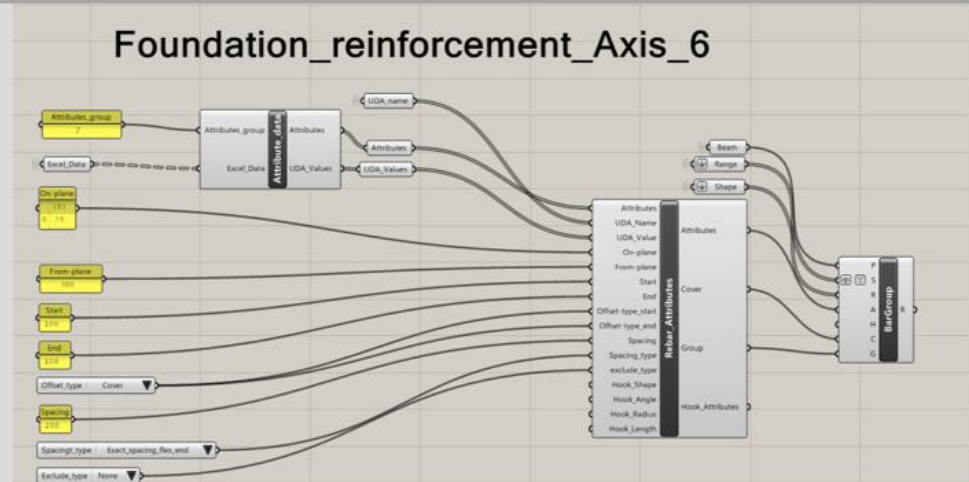 Foundation_reinforcement_Axis_6
UDA_name
Attributes_group
Attributes_group
Attributes
Attribute_data
Attributes
Excel_Data
Excel_Data
UDA_Values
UDA_Values
Beam
Range
Shape
On-plane
0 75
From-plane
Start
100
End
Offset_type Cover
Spacing
200
Spacingt_type Exact_spacing_flex_end
Exclude_type None
Attributes
UDA_Name
UDA_Value
On-plane
From-plane
Start
End
Offset-type_start
Offset-type_end
Spacing
Spacing_type
exclude_type
Hook_Shape
Hook_Angle
Hook_Radius
Hook_Length
Rebar_Attributes
Attributes
Cover
Group
Hook_Attributes
P
S
R
A
H
C
G
BarGroup
R